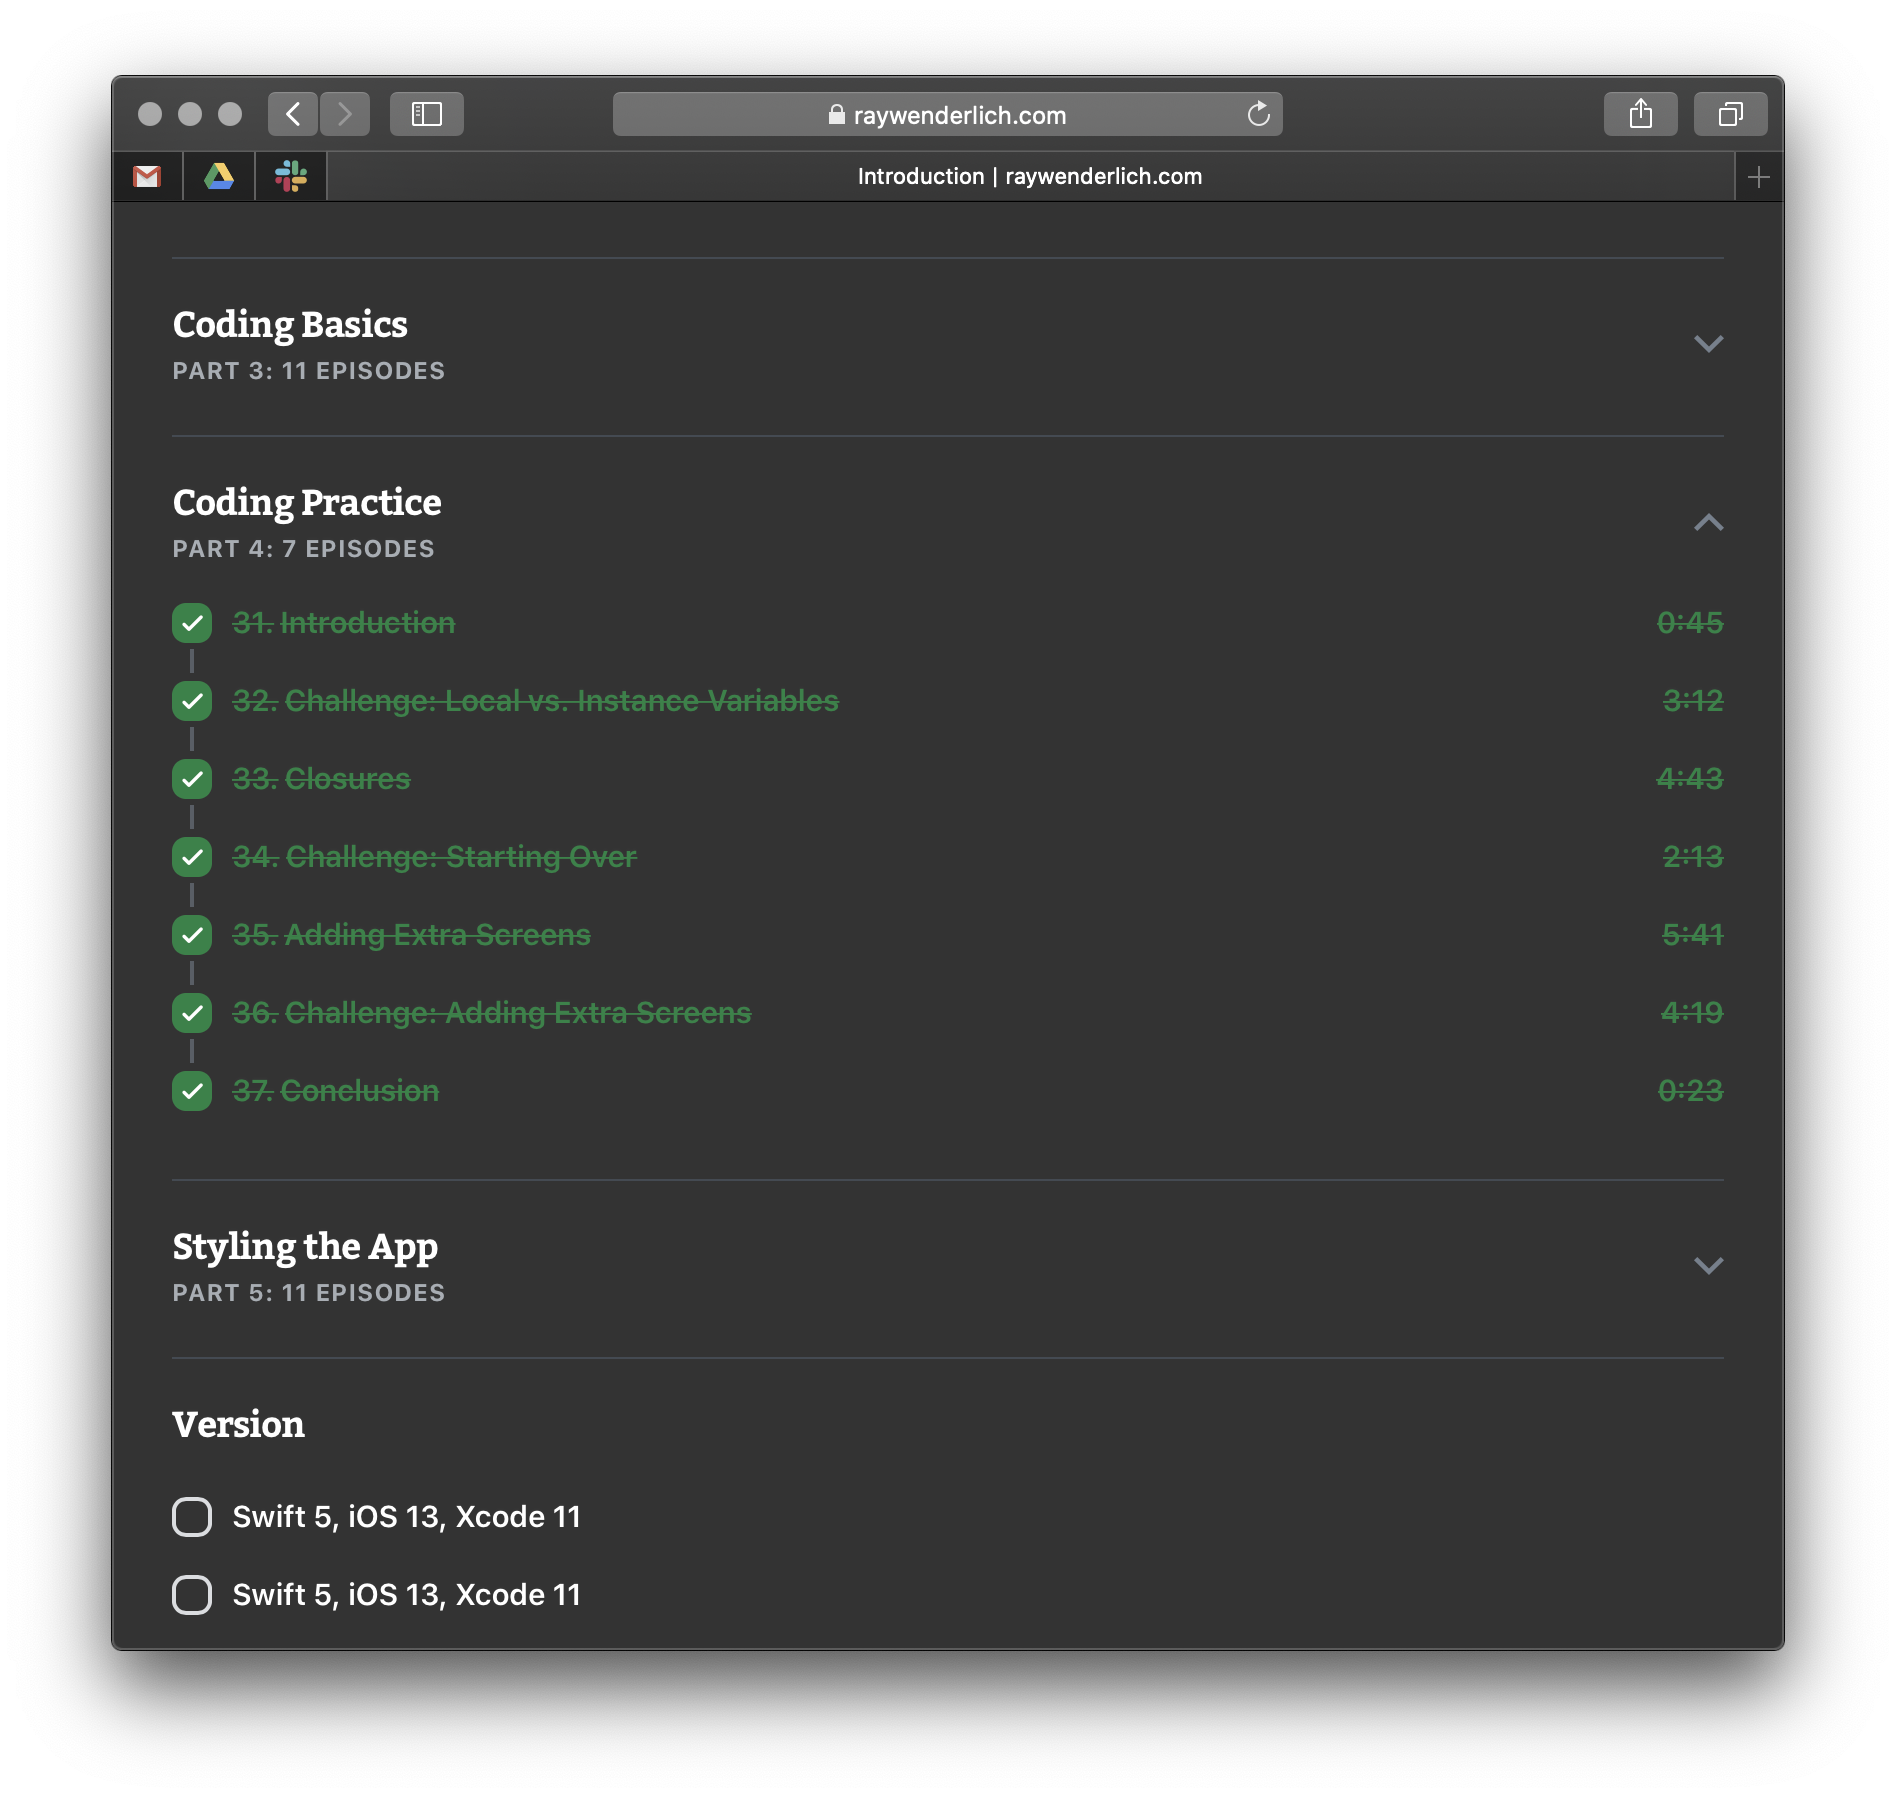 raywenderlich.com
Introduction | raywenderlich.com
Coding Basics
PART 3: 11 EPISODES
Coding Practice
PART 4: 7 EPISODES
31. Introduction 0:45
32. Challenge: Local vs. Instance Variables 3:12
33. Closures 4:43
34. Challenge: Starting Over 2:13
35. Adding Extra Screens 5:41
36. Challenge: Adding Extra Screens 4:19
37. Conclusion 0:23
Styling the App
PART 5: 11 EPISODES
Version
Swift 5, iOS 13, Xcode 11
Swift 5, iOS 13, Xcode 11